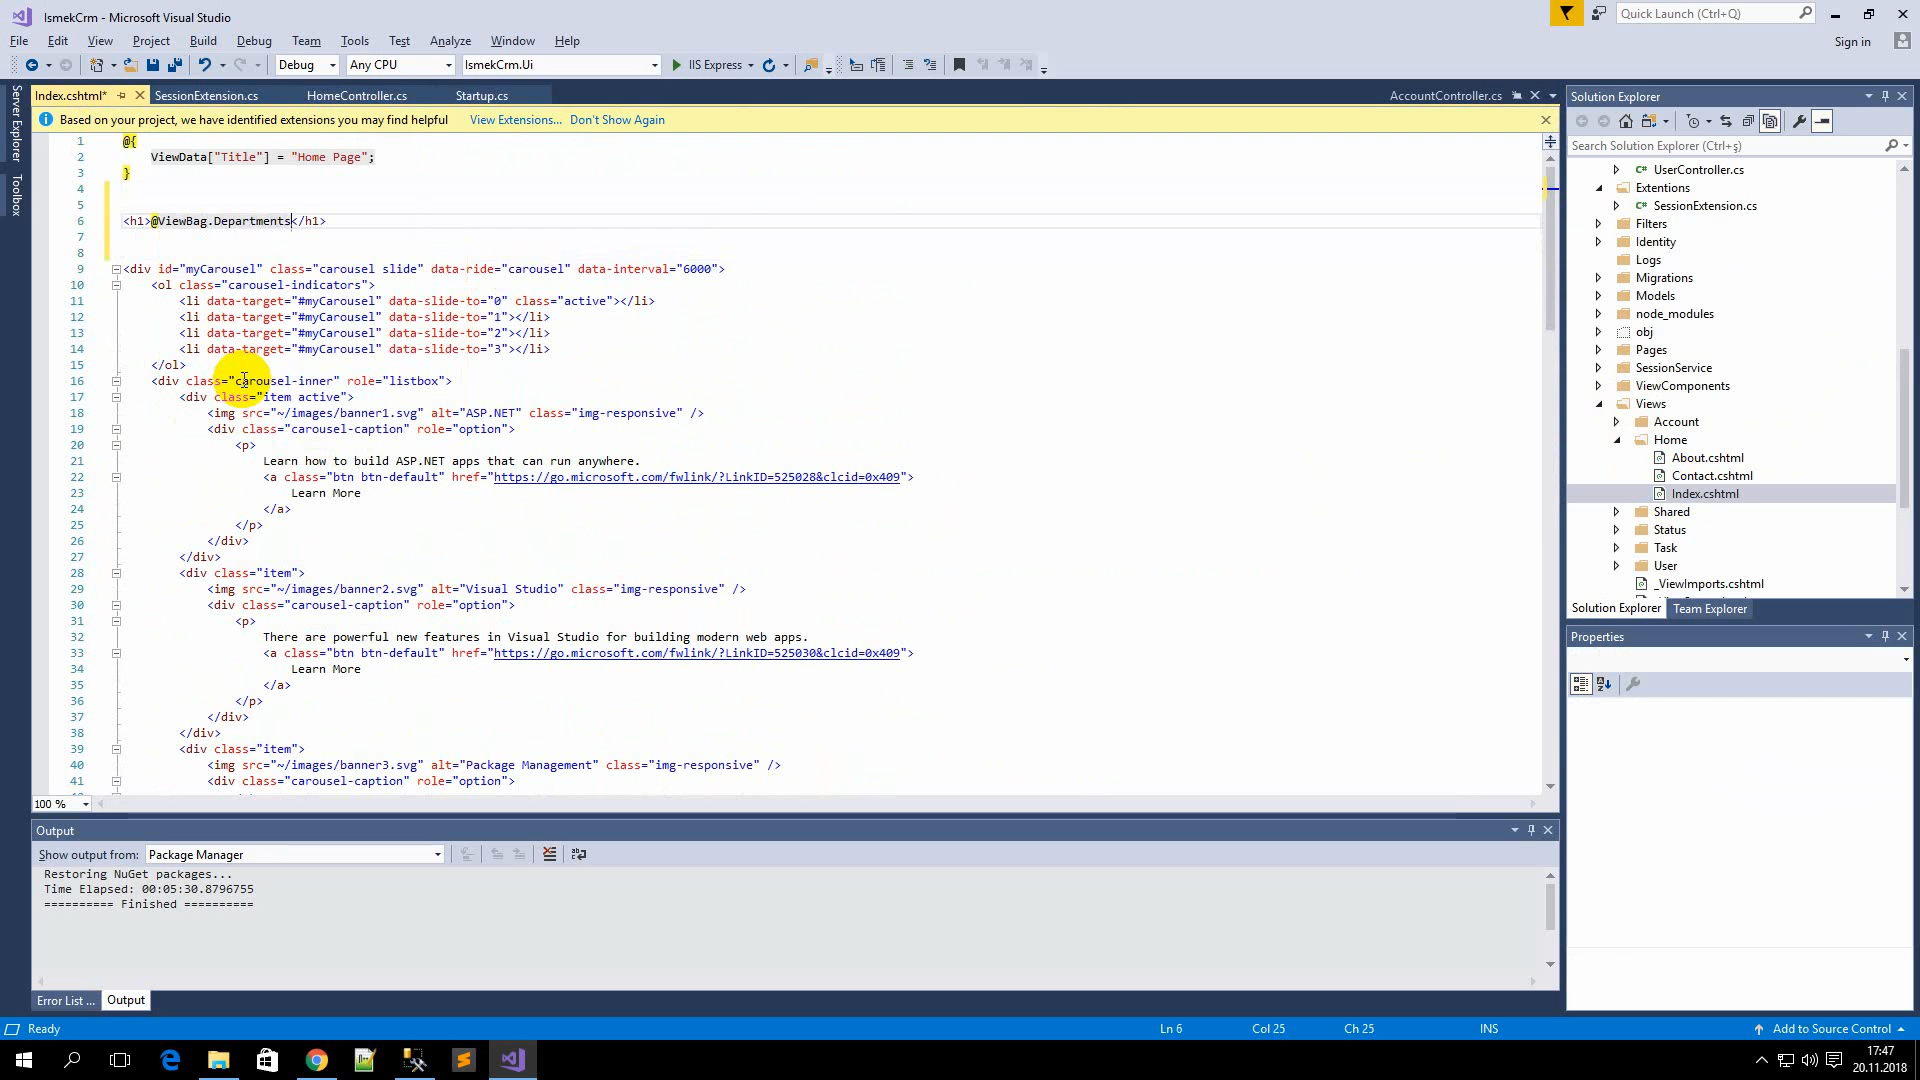 IsmekCrm - Microsoft Visual Studio
Quick Launch (Ctrl+Q)
File Edit View Project Build Debug Team Tools Test Analyze Window Help
Sign in
Debug Any CPU IsmekCrm.Ui IIS Express
Server Explorer
Toolbox
Index.cshtml* SessionExtension.cs HomeController.cs Startup.cs AccountController.cs
Based on your project, we have identified extensions you may find helpful View Extensions... Don't Show Again
1 @{
2 ViewData["Title"] = "Home Page";
3 }
4
5
6 <h1>@ViewBag.Departments</h1>
7
8
9 <div id="myCarousel" class="carousel slide" data-ride="carousel" data-interval="6000">
10 <ol class="carousel-indicators">
11 <li data-target="#myCarousel" data-slide-to="0" class="active"></li>
12 <li data-target="#myCarousel" data-slide-to="1"></li>
13 <li data-target="#myCarousel" data-slide-to="2"></li>
14 <li data-target="#myCarousel" data-slide-to="3"></li>
15 </ol>
16 <div class="carousel-inner" role="listbox">
17 <div class="item active">
18 <img src="~/images/banner1.svg" alt="ASP.NET" class="img-responsive" />
19 <div class="carousel-caption" role="option">
20 <p>
21 Learn how to build ASP.NET apps that can run anywhere.
22 <a class="btn btn-default" href="https://go.microsoft.com/fwlink/?LinkID=525028&clcid=0x409">
23 Learn More
24 </a>
25 </p>
26 </div>
27 </div>
28 <div class="item">
29 <img src="~/images/banner2.svg" alt="Visual Studio" class="img-responsive" />
30 <div class="carousel-caption" role="option">
31 <p>
32 There are powerful new features in Visual Studio for building modern web apps.
33 <a class="btn btn-default" href="https://go.microsoft.com/fwlink/?LinkID=525030&clcid=0x409">
34 Learn More
35 </a>
36 </p>
37 </div>
38 </div>
39 <div class="item">
40 <img src="~/images/banner3.svg" alt="Package Management" class="img-responsive" />
41 <div class="carousel-caption" role="option">
100 %
Output
Show output from: Package Manager
Restoring NuGet packages...
Time Elapsed: 00:05:30.8796755
========== Finished ==========
Error List ... Output
Solution Explorer
Search Solution Explorer (Ctrl+ş)
C# UserController.cs
Extentions
C# SessionExtension.cs
Filters
Identity
Logs
Migrations
Models
node_modules
obj
Pages
SessionService
ViewComponents
Views
Account
Home
About.cshtml
Contact.cshtml
Index.cshtml
Shared
Status
Task
User
_ViewImports.cshtml
Solution Explorer Team Explorer
Properties
Ready Ln 6 Col 25 Ch 25 INS Add to Source Control
17:47
20.11.2018